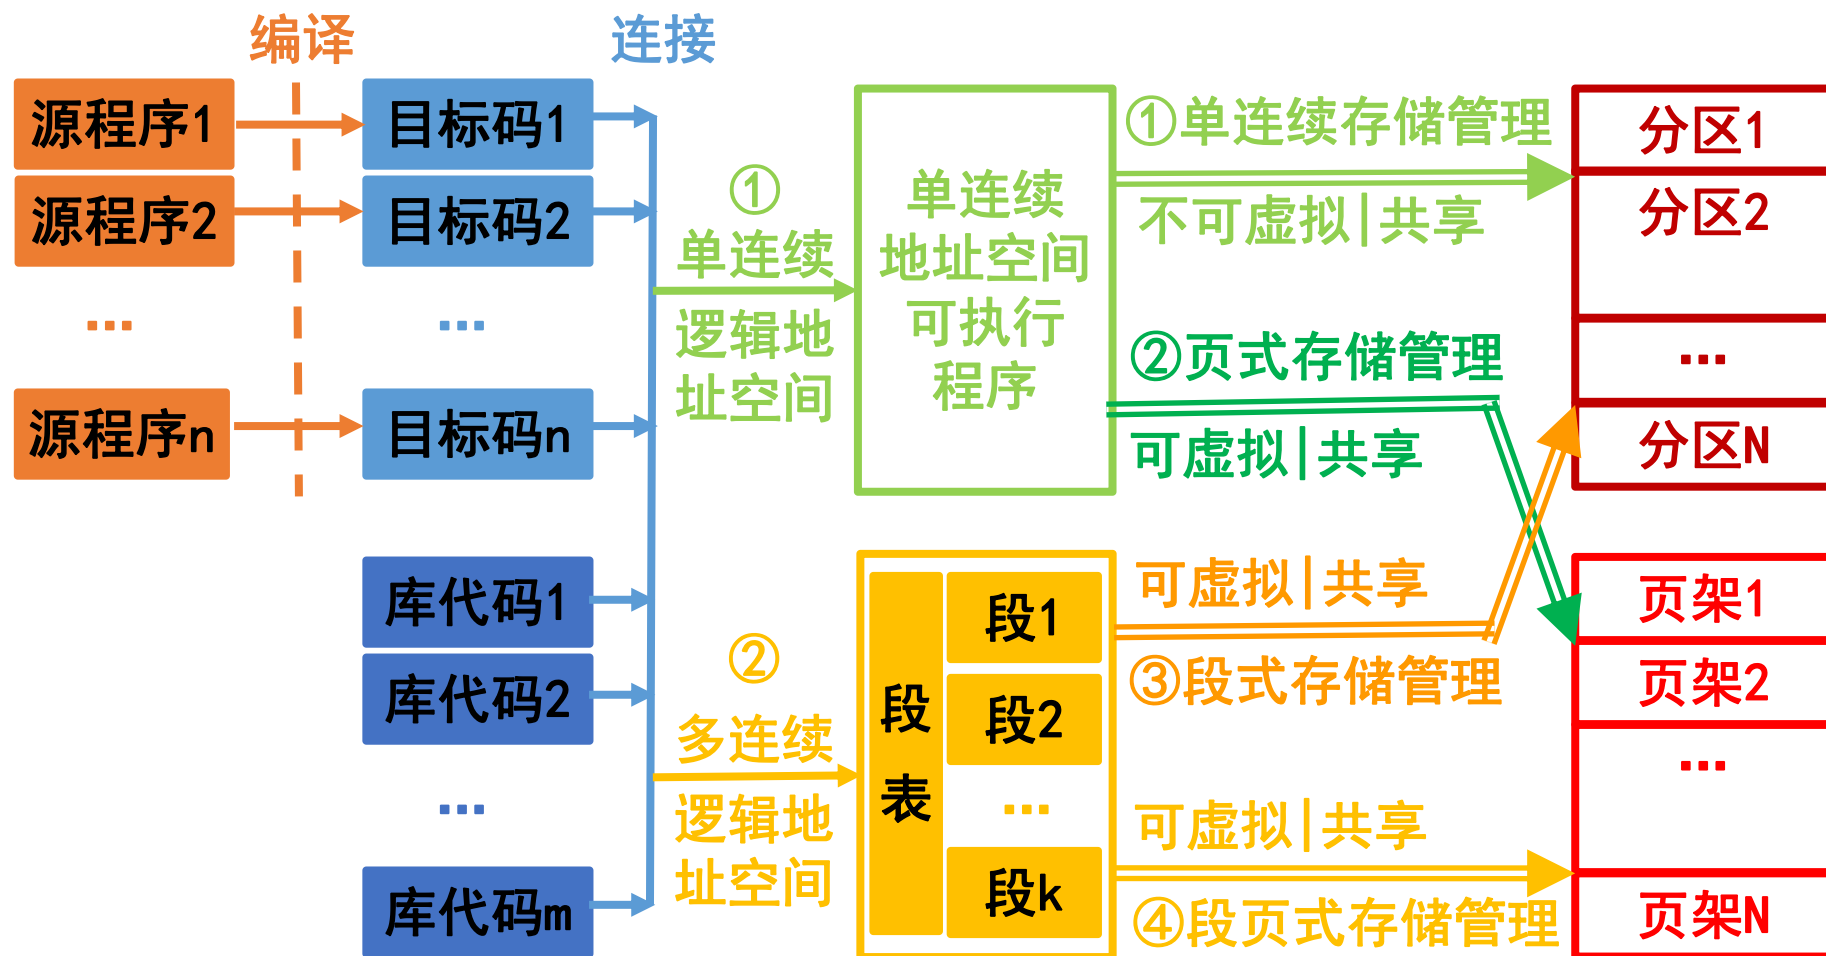 编译
连接
源程序1
源程序2
…
源程序n
目标码1
目标码2
…
目标码n
库代码1
库代码2
…
库代码m
①
单连续
逻辑地
址空间
②
多连续
逻辑地
址空间
单连续
地址空间
可执行
程序
段
表
段1
段2
…
段k
①单连续存储管理
不可虚拟|共享
②页式存储管理
可虚拟|共享
可虚拟|共享
③段式存储管理
可虚拟|共享
④段页式存储管理
分区1
分区2
…
分区N
页架1
页架2
…
页架N